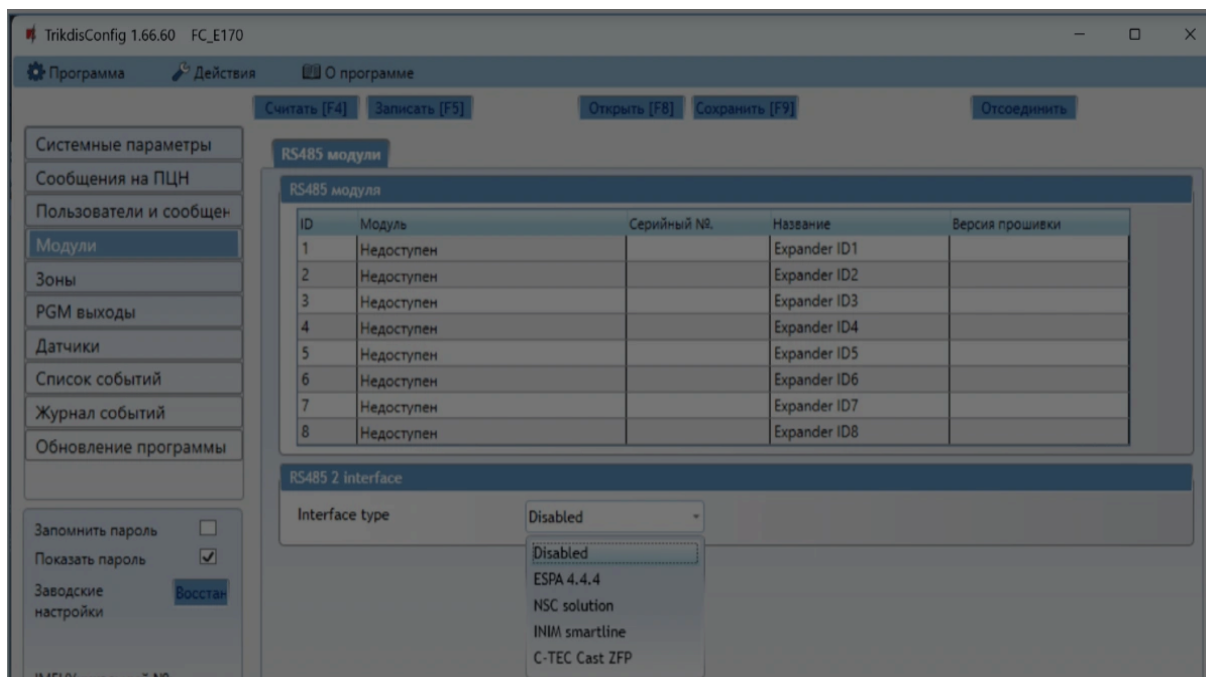 TrikdisConfig 1.66.60 FC_E170
Программа Действия О программе
Считать [F4] Записать [F5] Открыть [F8] Сохранить [F9] Отсоединить
Системные параметры
Сообщения на ПЦН
Пользователи и сообщен
Модули
Зоны
PGM выходы
Датчики
Список событий
Журнал событий
Обновление программы
Запомнить пароль
Показать пароль
Заводские настройки Восстан
RS485 модули
RS485 модуля
ID Модуль Серийный №. Название Версия прошивки
1 Недоступен Expander ID1
2 Недоступен Expander ID2
3 Недоступен Expander ID3
4 Недоступен Expander ID4
5 Недоступен Expander ID5
6 Недоступен Expander ID6
7 Недоступен Expander ID7
8 Недоступен Expander ID8
RS485 2 interface
Interface type Disabled
Disabled
ESPA 4.4.4
NSC solution
INIM smartline
C-TEC Cast ZFP